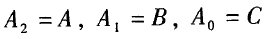 A₂ = A, A₁ = B, A₀ = C